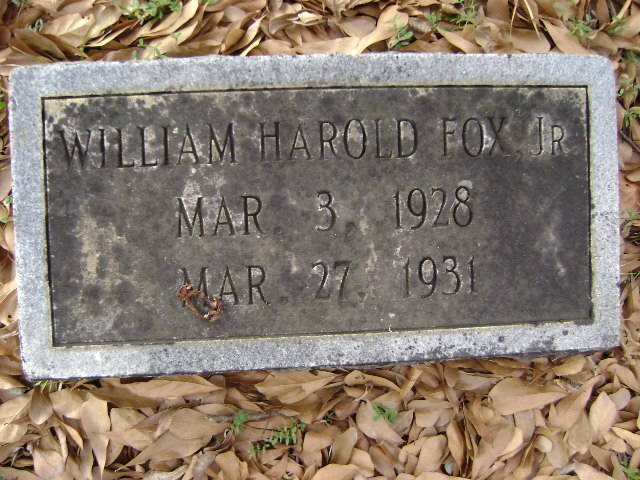 WILLIAM HAROLD FOX, JR
MAR. 3, 1928
MAR. 27, 1931